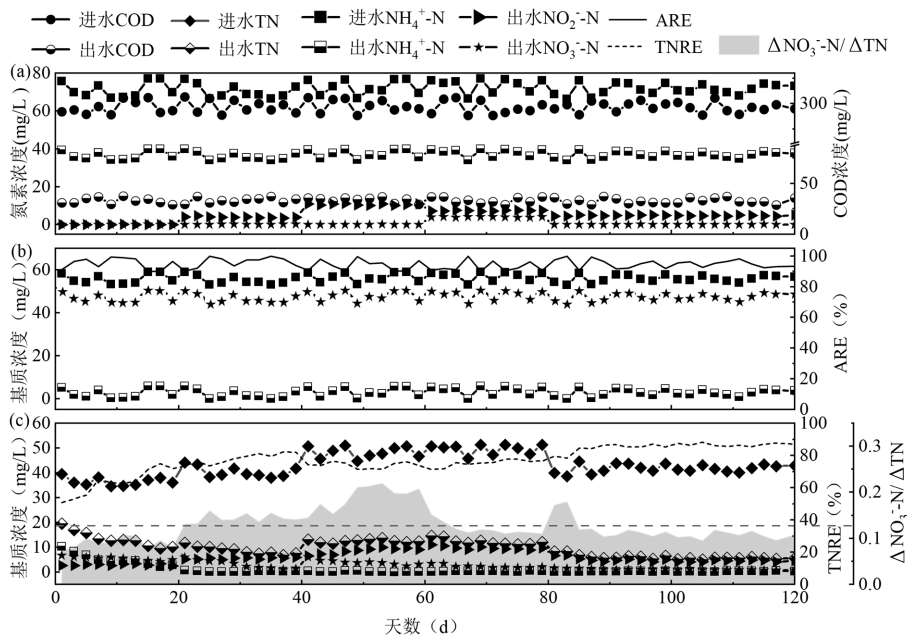 进水COD 进水TN 进水NH₄⁺-N 出水NO₂⁻-N ARE
出水COD 出水TN 出水NH₄⁺-N 出水NO₃⁻-N TNRE ΔNO₃⁻-N/ΔTN
(a)
80
60
40
20
0
氮素浓度(mg/L)
300
50
0
COD浓度(mg/L)
(b)
60
40
20
0
基质浓度（mg/L）
100
80
60
40
20
0
ARE（%）
(c)
60
50
40
30
20
10
0
基质浓度（mg/L）
100
80
60
40
20
0
TNRE（%）
0.3
0.2
0.1
0.0
ΔNO₃⁻-N/ΔTN
0 20 40 60 80 100 120
天数（d）